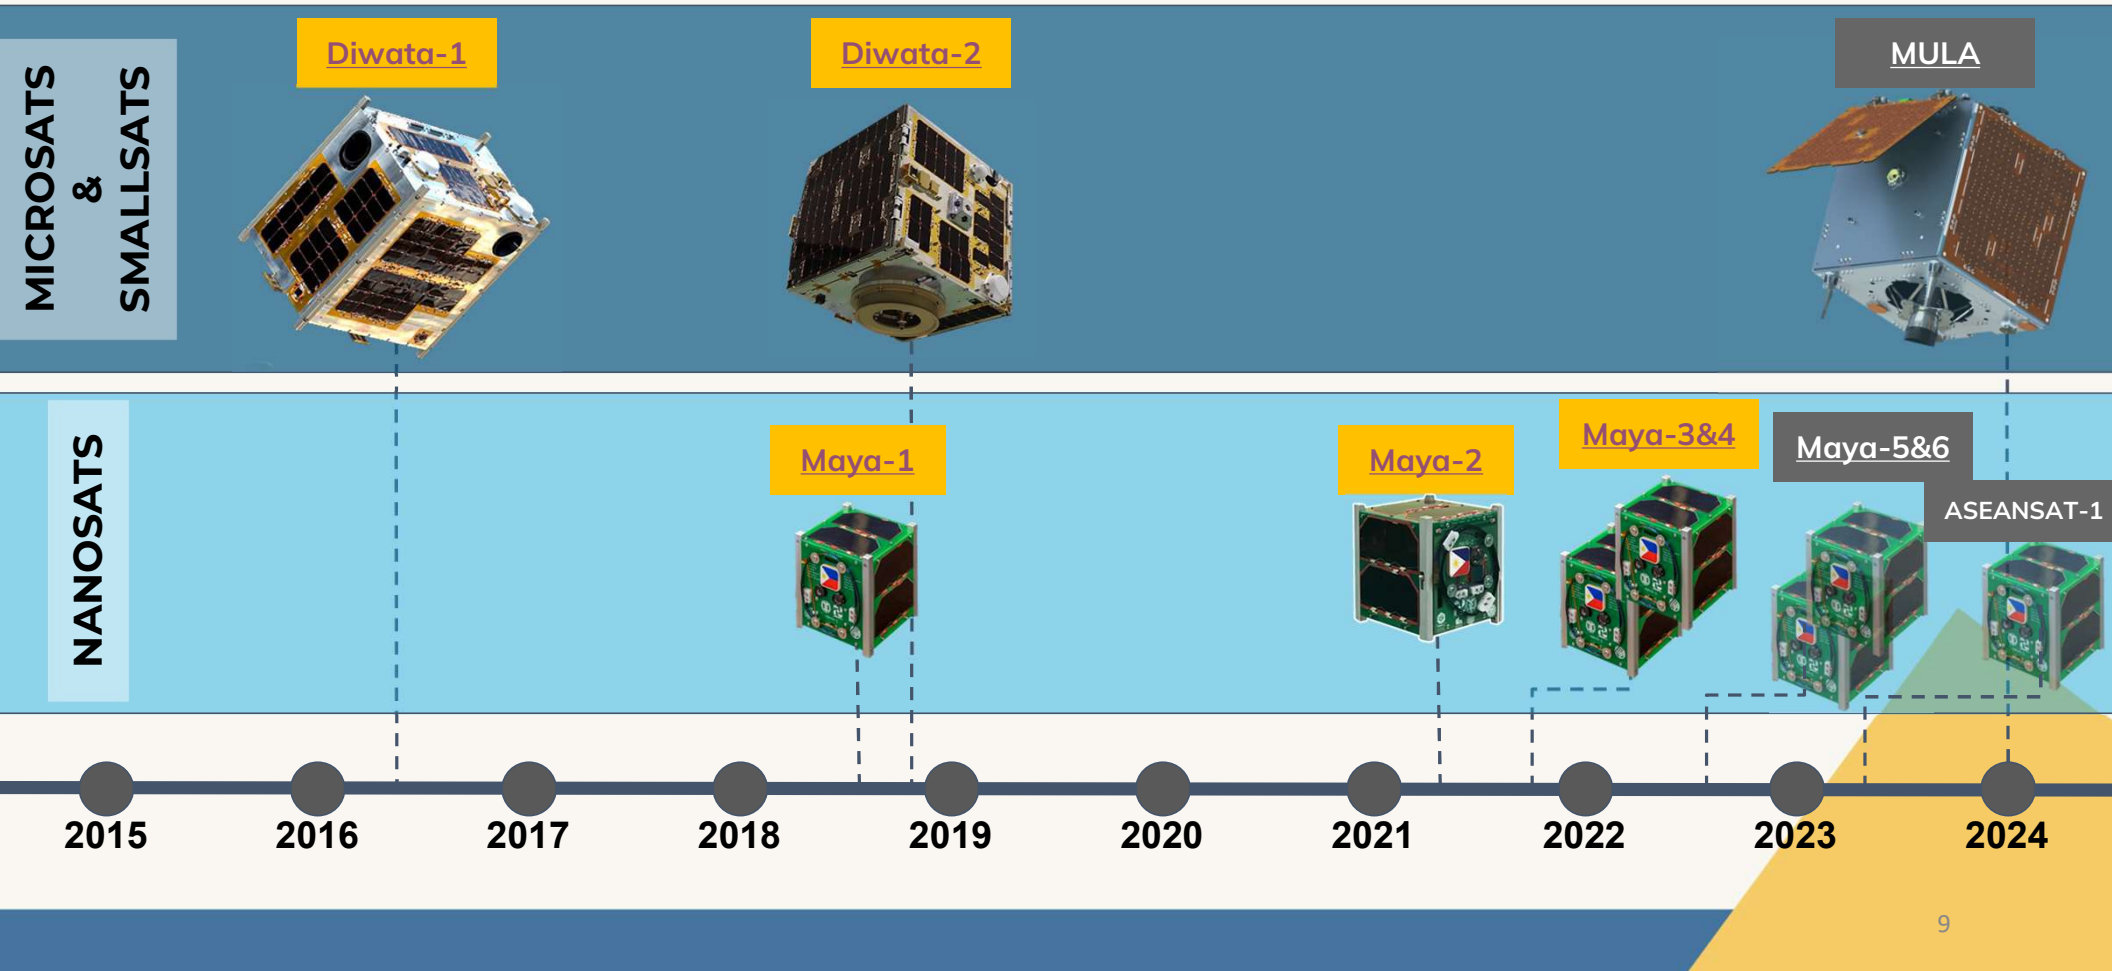 MICROSATS
&
SMALLSATS
Diwata-1
Diwata-2
MULA
NANOSATS
Maya-1
Maya-2
Maya-3&4
Maya-5&6
ASEANSAT-1
2015
2016
2017
2018
2019
2020
2021
2022
2023
2024
9